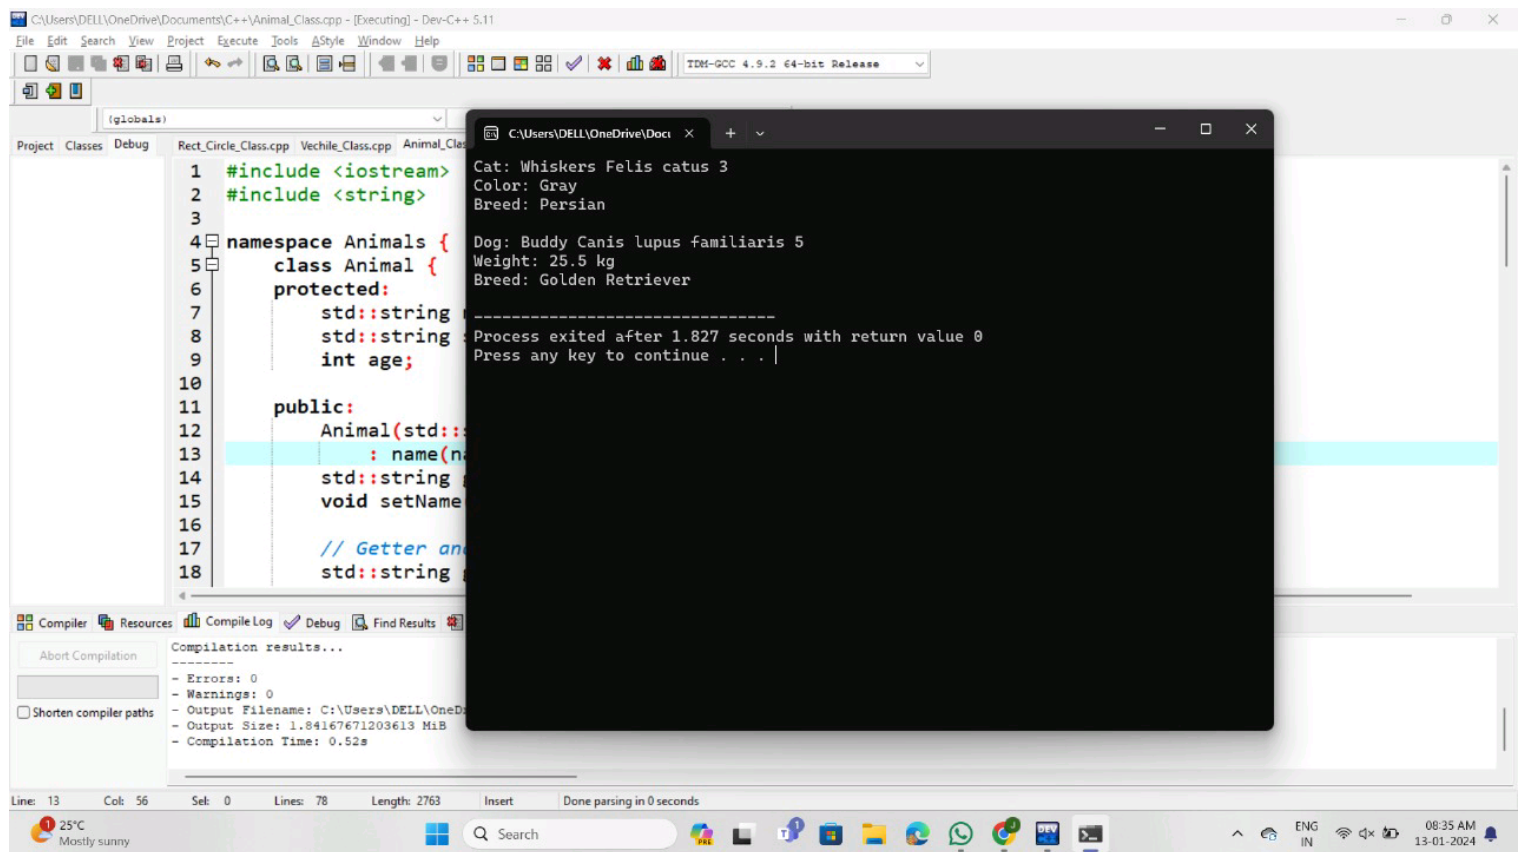 C:\Users\DELL\OneDrive\Documents\C++\Animal_Class.cpp - [Executing] - Dev-C++ 5.11
File Edit Search View Project Execute Tools AStyle Window Help
TDM-GCC 4.9.2 64-bit Release
(globals)
Project Classes Debug
Rect_Circle_Class.cpp Vechile_Class.cpp Animal_Clas
1 #include <iostream>
2 #include <string>
3
4 namespace Animals {
5 class Animal {
6 protected:
7 std::string
8 std::string
9 int age;
10
11 public:
12 Animal(std::
13 : name(na
14 std::string
15 void setName
16
17 // Getter and
18 std::string
C:\Users\DELL\OneDrive\Docu
Cat: Whiskers Felis catus 3
Color: Gray
Breed: Persian
Dog: Buddy Canis lupus familiaris 5
Weight: 25.5 kg
Breed: Golden Retriever
--------------------------------
Process exited after 1.827 seconds with return value 0
Press any key to continue . . .
Compiler Resources Compile Log Debug Find Results
Abort Compilation
Shorten compiler paths
Compilation results...
--------
- Errors: 0
- Warnings: 0
- Output Filename: C:\Users\DELL\OneD
- Output Size: 1.84167671203613 MiB
- Compilation Time: 0.52s
Line: 13 Col: 56 Sel: 0 Lines: 78 Length: 2763 Insert Done parsing in 0 seconds
1
25°C
Mostly sunny
Search
PRE
DEV
ENG
IN
08:35 AM
13-01-2024